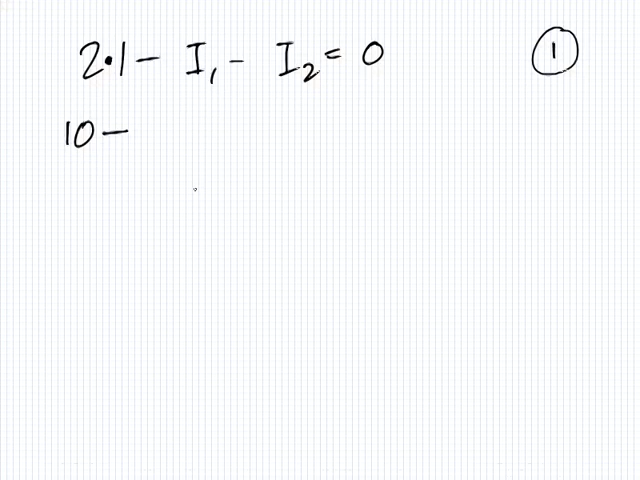 2.1 – I₁ – I₂ = 0 ①
10 –